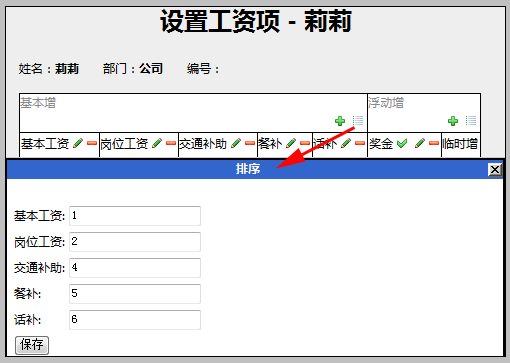 设置工资项 - 莉莉
姓名：莉莉 部门：公司 编号：
基本增 浮动增
基本工资 岗位工资 交通补助 餐补 话补 奖金 临时增
排序
基本工资: 1
岗位工资: 2
交通补助: 4
餐补: 5
话补: 6
保存